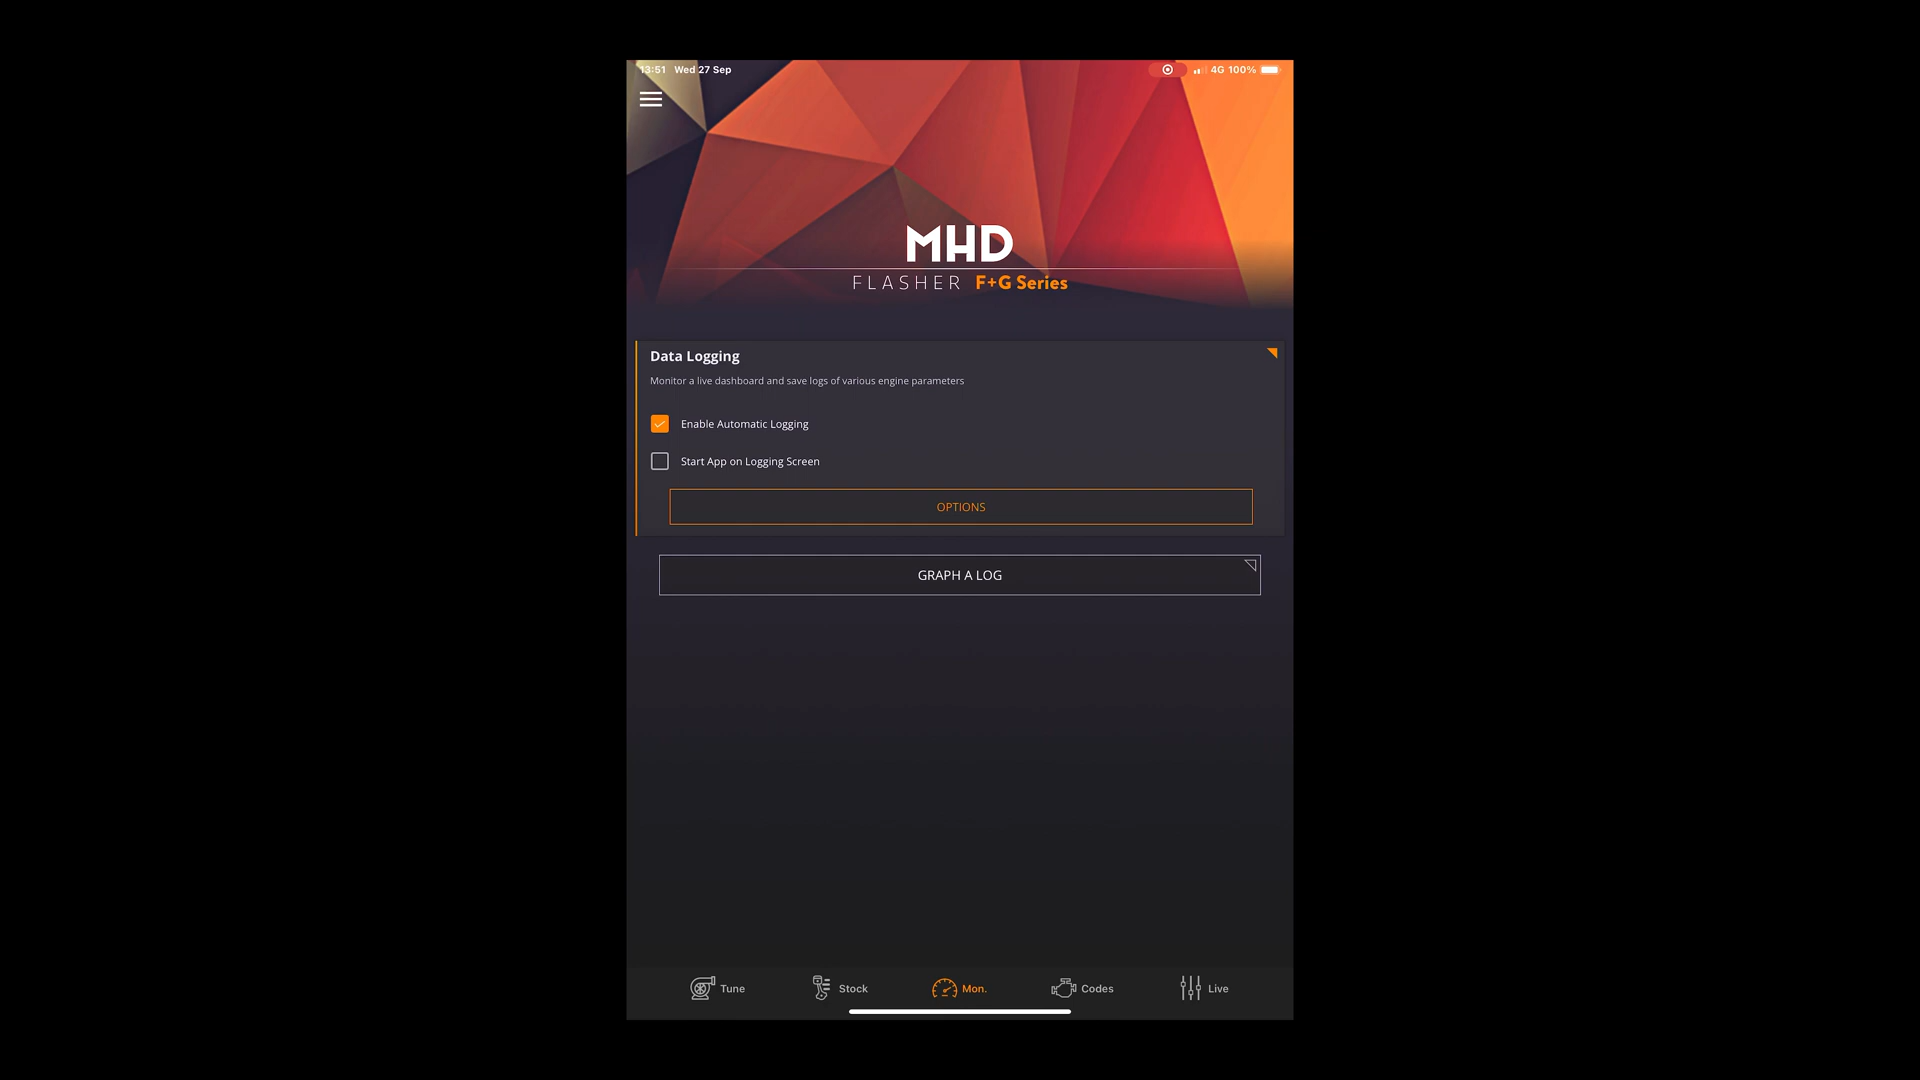 13:51 Wed 27 Sep 4G 100%
MHD
FLASHER F+G Series
Data Logging
Monitor a live dashboard and save logs of various engine parameters
Enable Automatic Logging
Start App on Logging Screen
OPTIONS
GRAPH A LOG
Tune Stock Mon. Codes Live